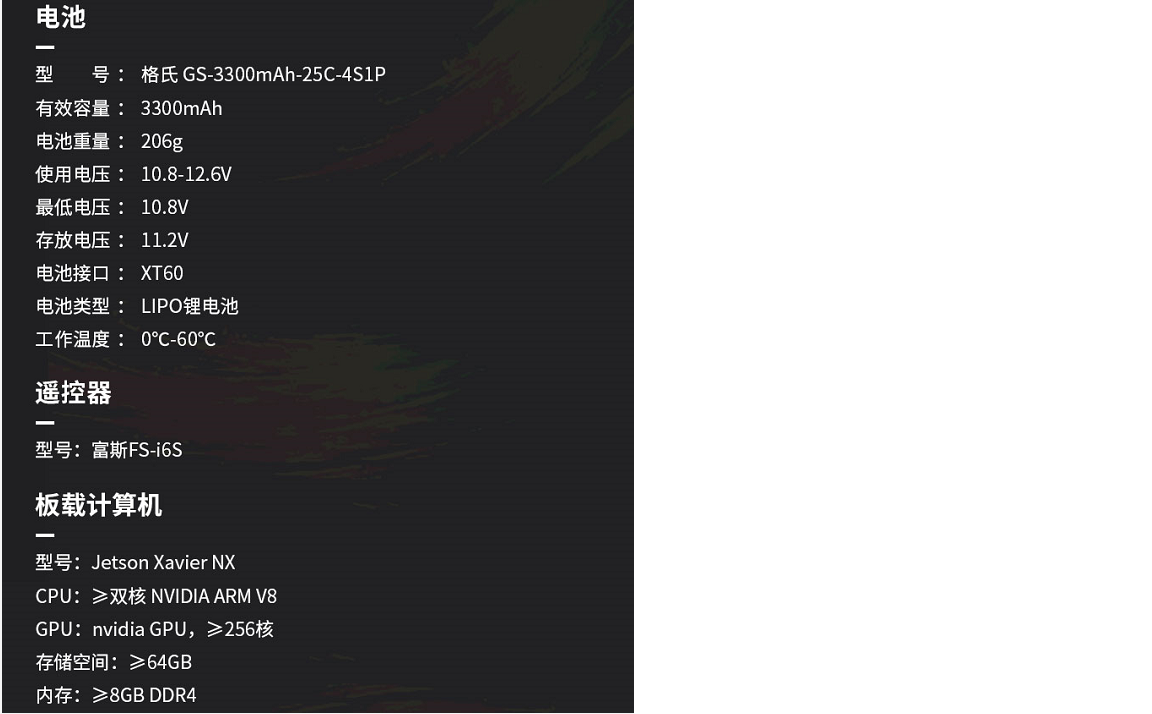 电池
型 号： 格氏 GS-3300mAh-25C-4S1P
有效容量： 3300mAh
电池重量： 206g
使用电压： 10.8-12.6V
最低电压： 10.8V
存放电压： 11.2V
电池接口： XT60
电池类型： LIPO锂电池
工作温度： 0℃-60℃
遥控器
型号：富斯FS-i6S
板载计算机
型号：Jetson Xavier NX
CPU：≥双核 NVIDIA ARM V8
GPU：nvidia GPU，≥256核
存储空间：≥64GB
内存：≥8GB DDR4